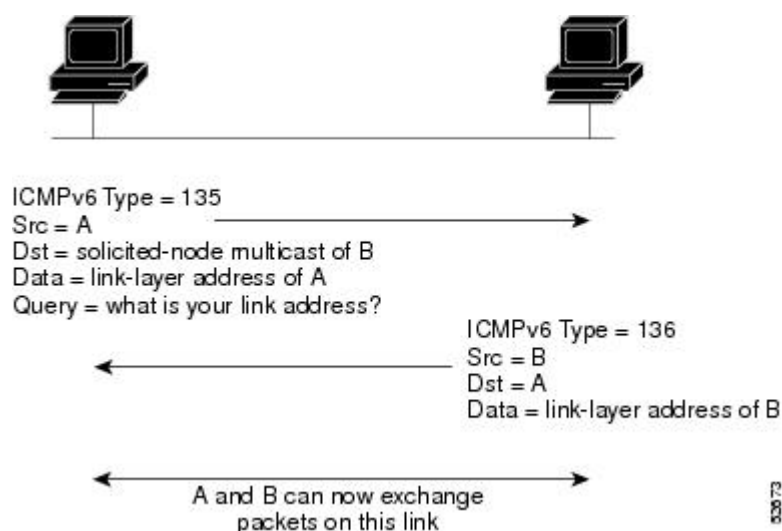 ICMPv6 Type = 135
Src = A
Dst = solicited-node multicast of B
Data = link-layer address of A
Query = what is your link address?
ICMPv6 Type = 136
Src = B
Dst = A
Data = link-layer address of B
A and B can now exchange
packets on this link
52673